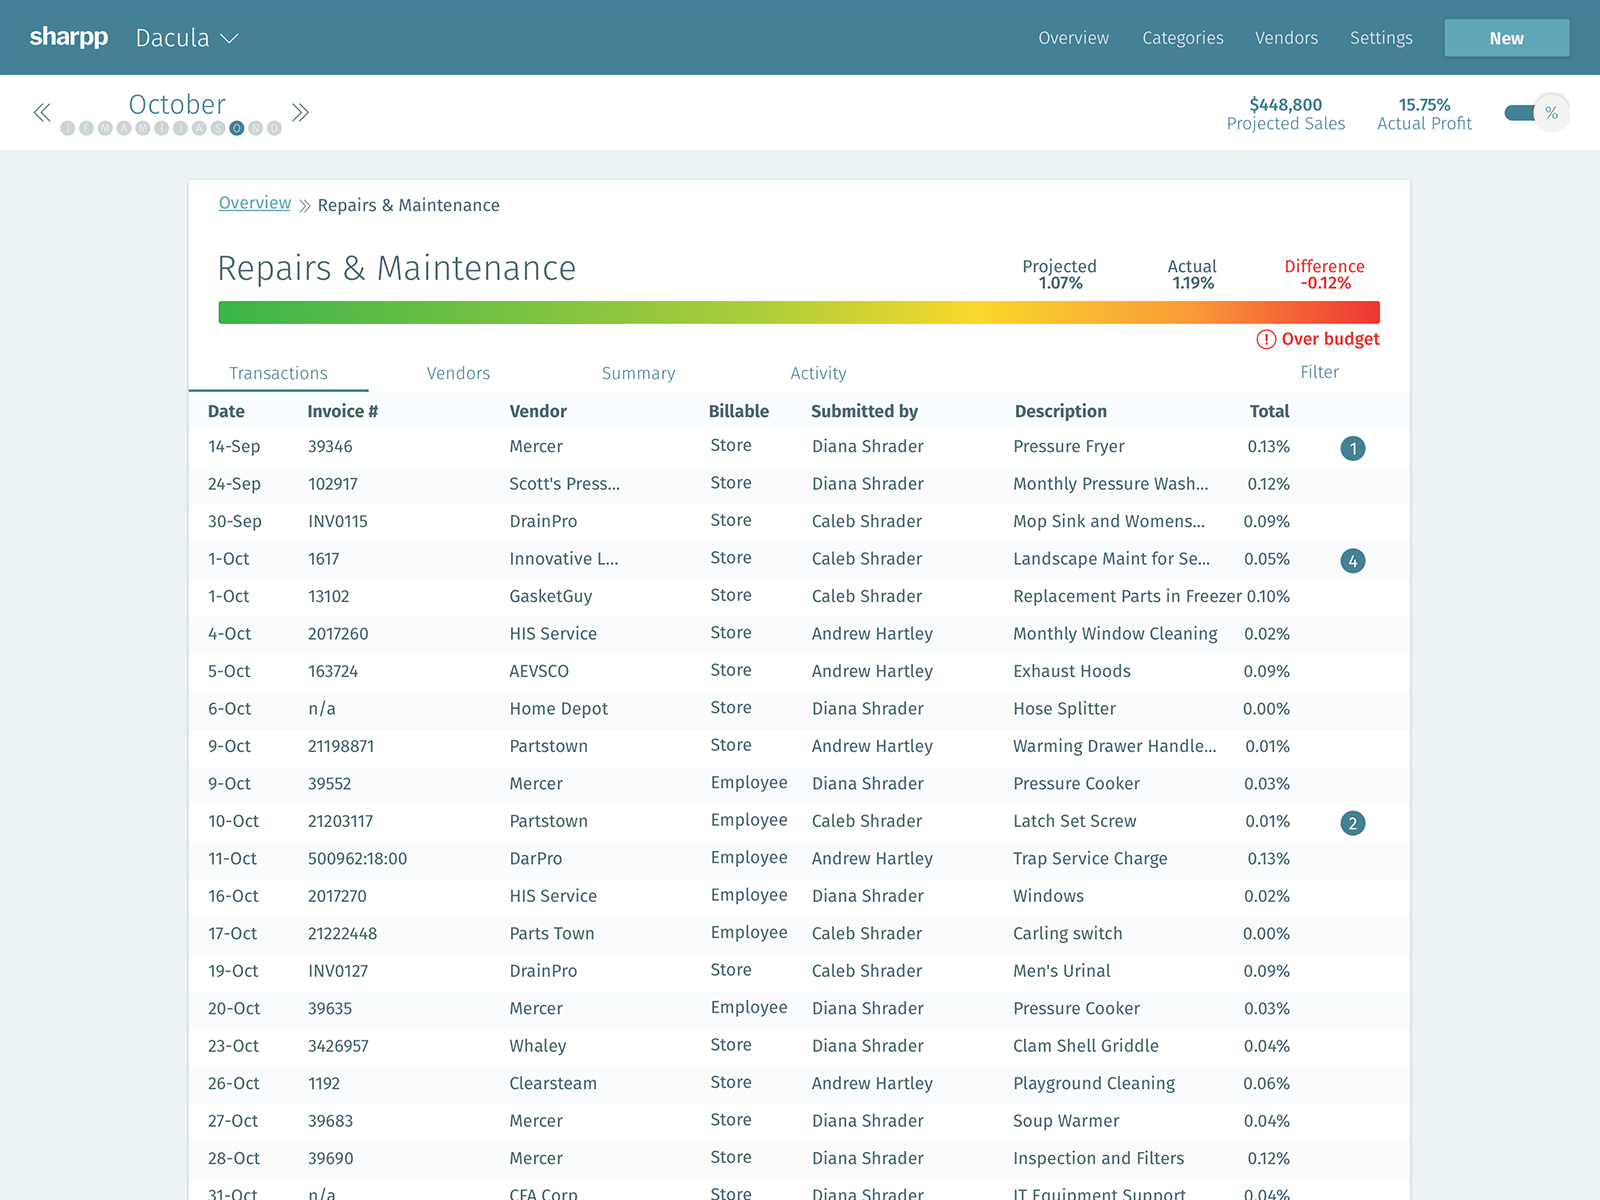 sharpp Dacula Overview Categories Vendors Settings New
October $448,800 15.75% %
J F M A M J J A S O N D Projected Sales Actual Profit
Overview Repairs & Maintenance
Repairs & Maintenance Projected Actual Difference
1.07% 1.19% -0.12%
! Over budget
Transactions Vendors Summary Activity Filter
Date Invoice # Vendor Billable Submitted by Description Total
14-Sep 39346 Mercer Store Diana Shrader Pressure Fryer 0.13% 1
24-Sep 102917 Scott's Press... Store Diana Shrader Monthly Pressure Wash... 0.12%
30-Sep INV0115 DrainPro Store Caleb Shrader Mop Sink and Womens... 0.09%
1-Oct 1617 Innovative L... Store Caleb Shrader Landscape Maint for Se... 0.05% 4
1-Oct 13102 GasketGuy Store Caleb Shrader Replacement Parts in Freezer 0.10%
4-Oct 2017260 HIS Service Store Andrew Hartley Monthly Window Cleaning 0.02%
5-Oct 163724 AEVSCO Store Andrew Hartley Exhaust Hoods 0.09%
6-Oct n/a Home Depot Store Diana Shrader Hose Splitter 0.00%
9-Oct 21198871 Partstown Store Andrew Hartley Warming Drawer Handle... 0.01%
9-Oct 39552 Mercer Employee Diana Shrader Pressure Cooker 0.03%
10-Oct 21203117 Partstown Employee Caleb Shrader Latch Set Screw 0.01% 2
11-Oct 500962:18:00 DarPro Employee Andrew Hartley Trap Service Charge 0.13%
16-Oct 2017270 HIS Service Employee Diana Shrader Windows 0.02%
17-Oct 21222448 Parts Town Employee Caleb Shrader Carling switch 0.00%
19-Oct INV0127 DrainPro Store Caleb Shrader Men's Urinal 0.09%
20-Oct 39635 Mercer Employee Diana Shrader Pressure Cooker 0.03%
23-Oct 3426957 Whaley Store Diana Shrader Clam Shell Griddle 0.04%
26-Oct 1192 Clearsteam Store Andrew Hartley Playground Cleaning 0.06%
27-Oct 39683 Mercer Store Diana Shrader Soup Warmer 0.04%
28-Oct 39690 Mercer Store Diana Shrader Inspection and Filters 0.12%
31-Oct n/a CFA Corp Store Diana Shrader IT Equipment Support 0.04%